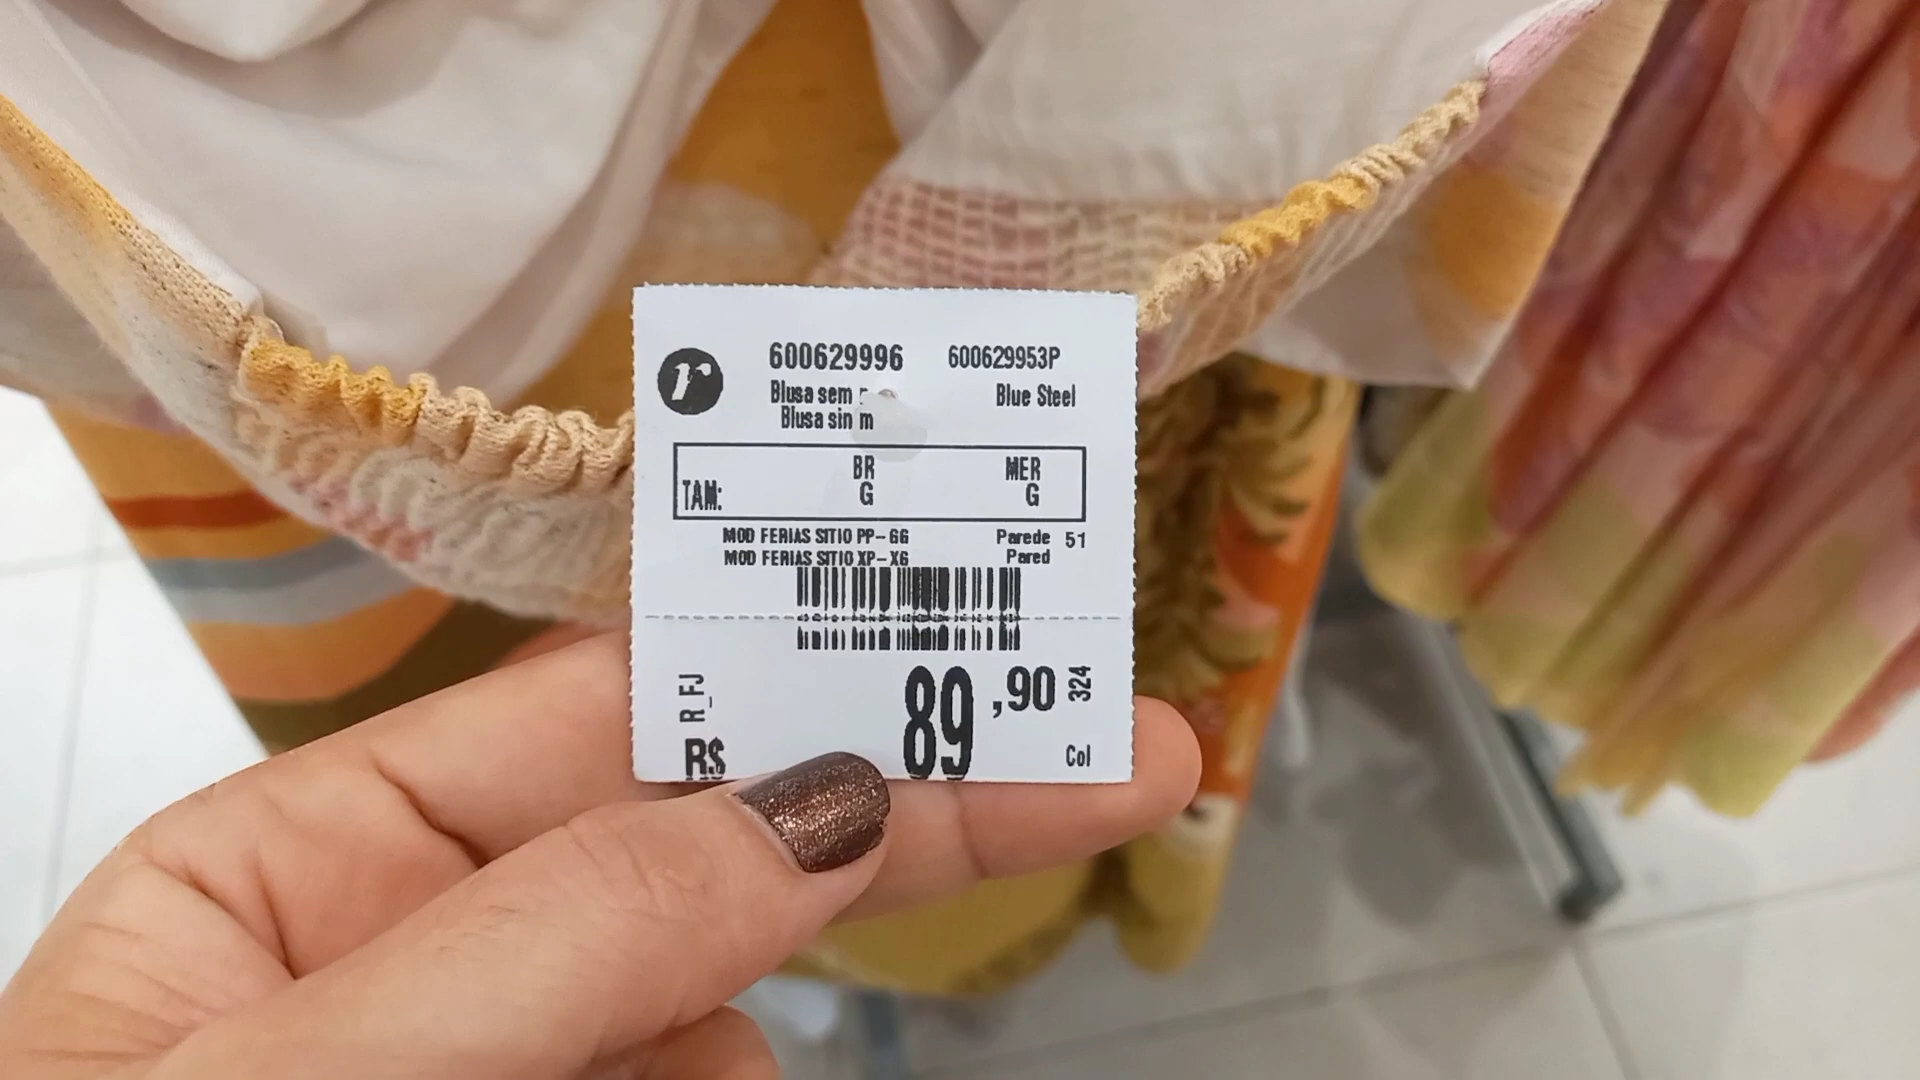 r
600629996 600629953P
Blusa sem Blue Steel
Blusa sin m
BR MER
TAM: G G
MOD FERIAS SITIO PP-GG Parede 51
MOD FERIAS SITIO XP-XG Pared
R_FJ
R$ 89,90
324
Col